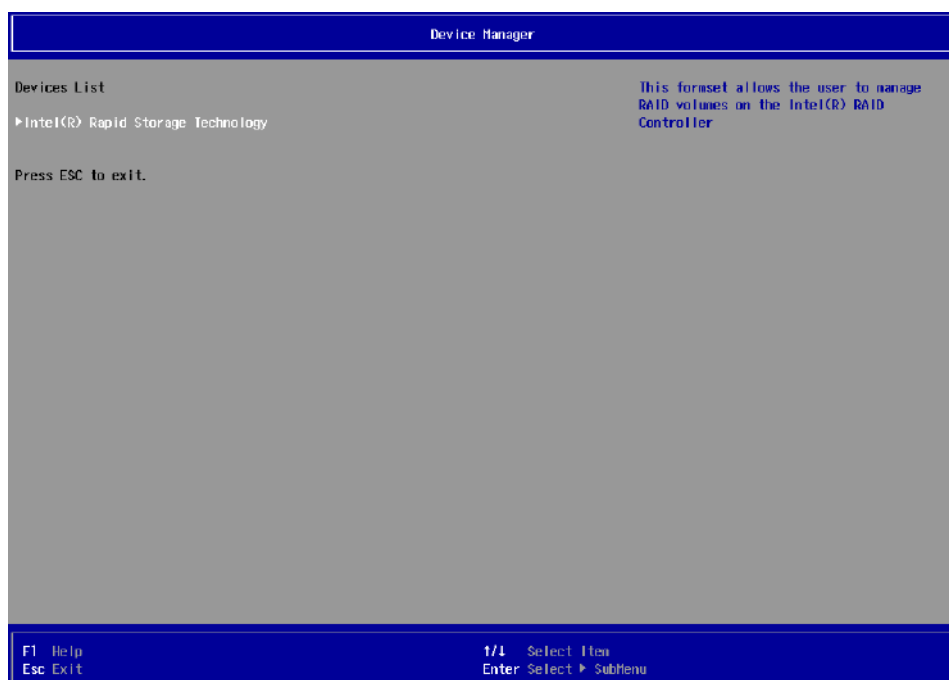 Device Manager
Devices List
▶Intel(R) Rapid Storage Technology
Press ESC to exit.
This formset allows the user to manage
RAID volumes on the Intel(R) RAID
Controller
F1 Help
Esc Exit
↑/↓ Select Item
Enter Select ▶ SubMenu